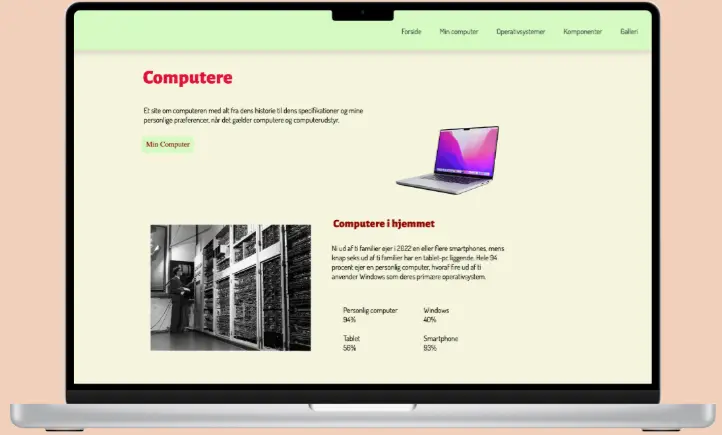 Forside Min computer Operativsystemer Komponenter Galleri
Computere
Et site om computeren med alt fra dens historie til dens specifikationer og mine
personlige præferencer, når det gælder computere og computerudstyr.
Min Computer
Computere i hjemmet
Ni ud af ti familier ejer i 2022 en eller flere smartphones, mens
knap seks ud af ti familier har en tablet-pc liggende. Hele 94
procent ejer en personlig computer, hvoraf fire ud af ti
anvender Windows som deres primære operativsystem.
Personlig computer Windows
94% 40%
Tablet Smartphone
56% 93%